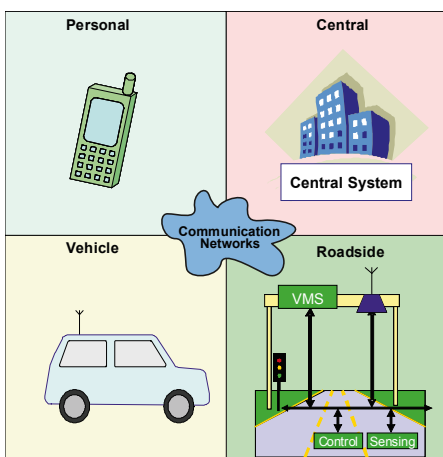 Personal
Central
Central System
Communication
Networks
Vehicle
Roadside
VMS
Control
Sensing